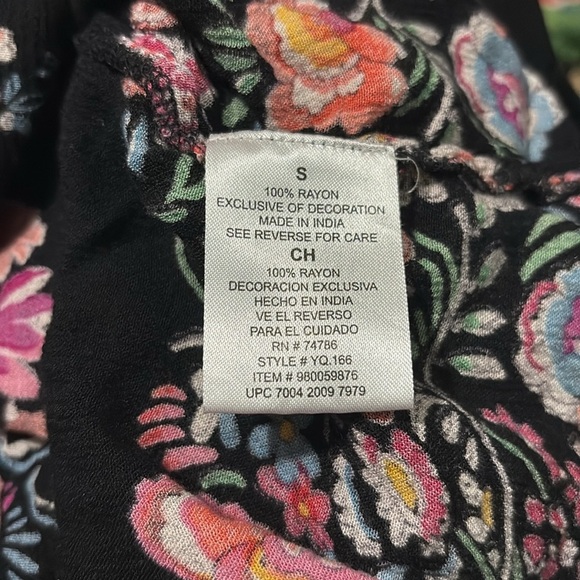 S
100% RAYON
EXCLUSIVE OF DECORATION
MADE IN INDIA
SEE REVERSE FOR CARE
CH
100% RAYON
DECORACION EXCLUSIVA
HECHO EN INDIA
VE EL REVERSO
PARA EL CUIDADO
RN # 74786
STYLE # YQ.166
ITEM # 980059876
UPC 7004 2009 7979